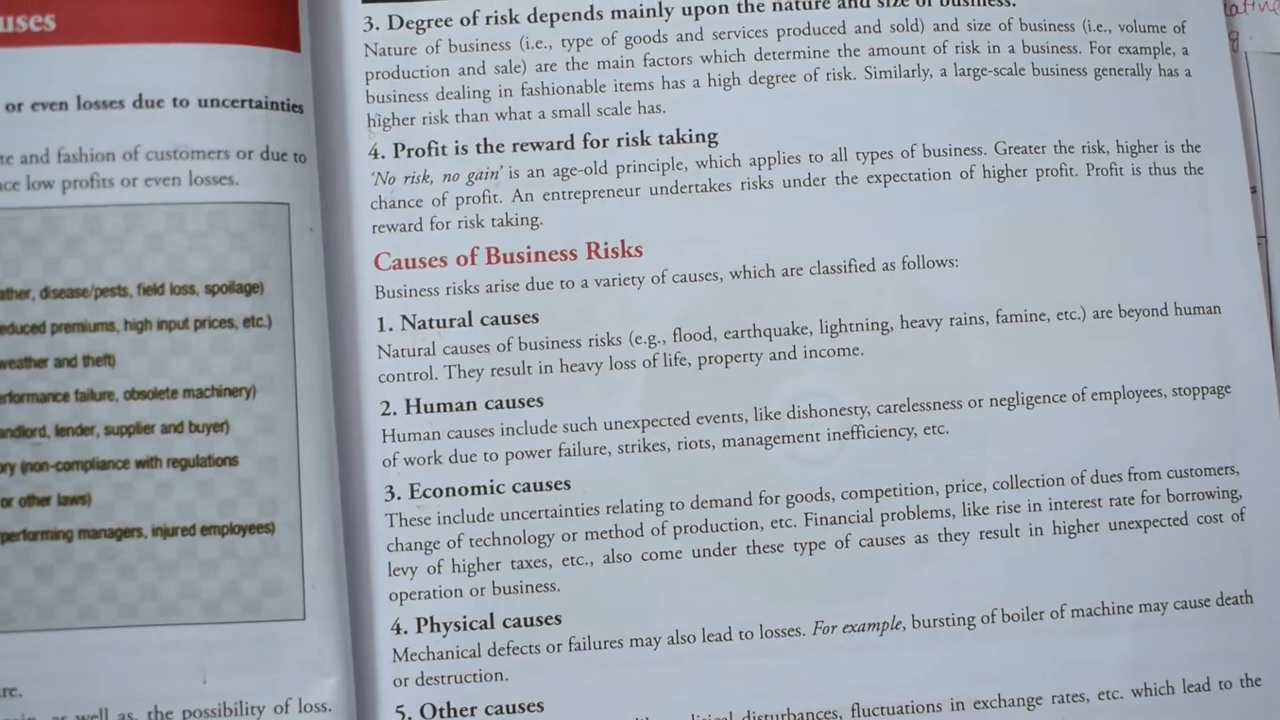 uses
or even losses due to uncertainties
te and fashion of customers or due to
nce low profits or even losses.
ather, disease/pests, field loss, spoilage)
educed premiums, high input prices, etc.)
weather and theft)
erformance failure, obsolete machinery)
andlord, lender, supplier and buyer)
ory (non-compliance with regulations
or other laws)
performing managers, injured employees)
re.
as well as, the possibility of loss.
3. Degree of risk depends mainly upon the nature and size of business.
Nature of business (i.e., type of goods and services produced and sold) and size of business (i.e., volume of
production and sale) are the main factors which determine the amount of risk in a business. For example, a
business dealing in fashionable items has a high degree of risk. Similarly, a large-scale business generally has a
higher risk than what a small scale has.
4. Profit is the reward for risk taking
'No risk, no gain' is an age-old principle, which applies to all types of business. Greater the risk, higher is the
chance of profit. An entrepreneur undertakes risks under the expectation of higher profit. Profit is thus the
reward for risk taking.
Causes of Business Risks
Business risks arise due to a variety of causes, which are classified as follows:
1. Natural causes
Natural causes of business risks (e.g., flood, earthquake, lightning, heavy rains, famine, etc.) are beyond human
control. They result in heavy loss of life, property and income.
2. Human causes
Human causes include such unexpected events, like dishonesty, carelessness or negligence of employees, stoppage
of work due to power failure, strikes, riots, management inefficiency, etc.
3. Economic causes
These include uncertainties relating to demand for goods, competition, price, collection of dues from customers,
change of technology or method of production, etc. Financial problems, like rise in interest rate for borrowing,
levy of higher taxes, etc., also come under these type of causes as they result in higher unexpected cost of
operation or business.
4. Physical causes
Mechanical defects or failures may also lead to losses. For example, bursting of boiler of machine may cause death
or destruction.
5. Other causes
disturbances, fluctuations in exchange rates, etc. which lead to the